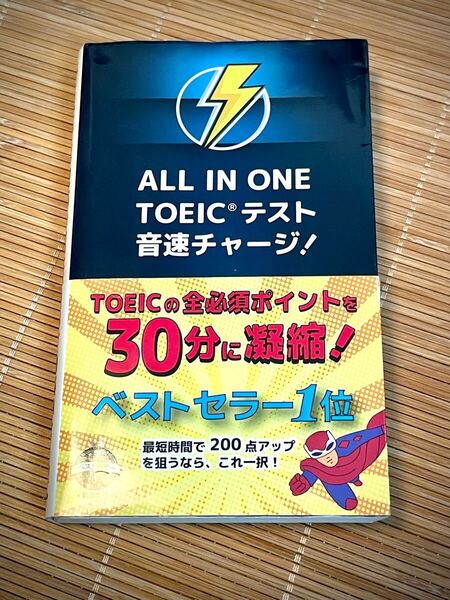 ALL IN ONE
TOEIC® テスト
音速チャージ!
TOEICの全必須ポイントを
30分に凝縮!
ベストセラー1位
最短時間で 200 点アップ
を狙うなら、これ一択!